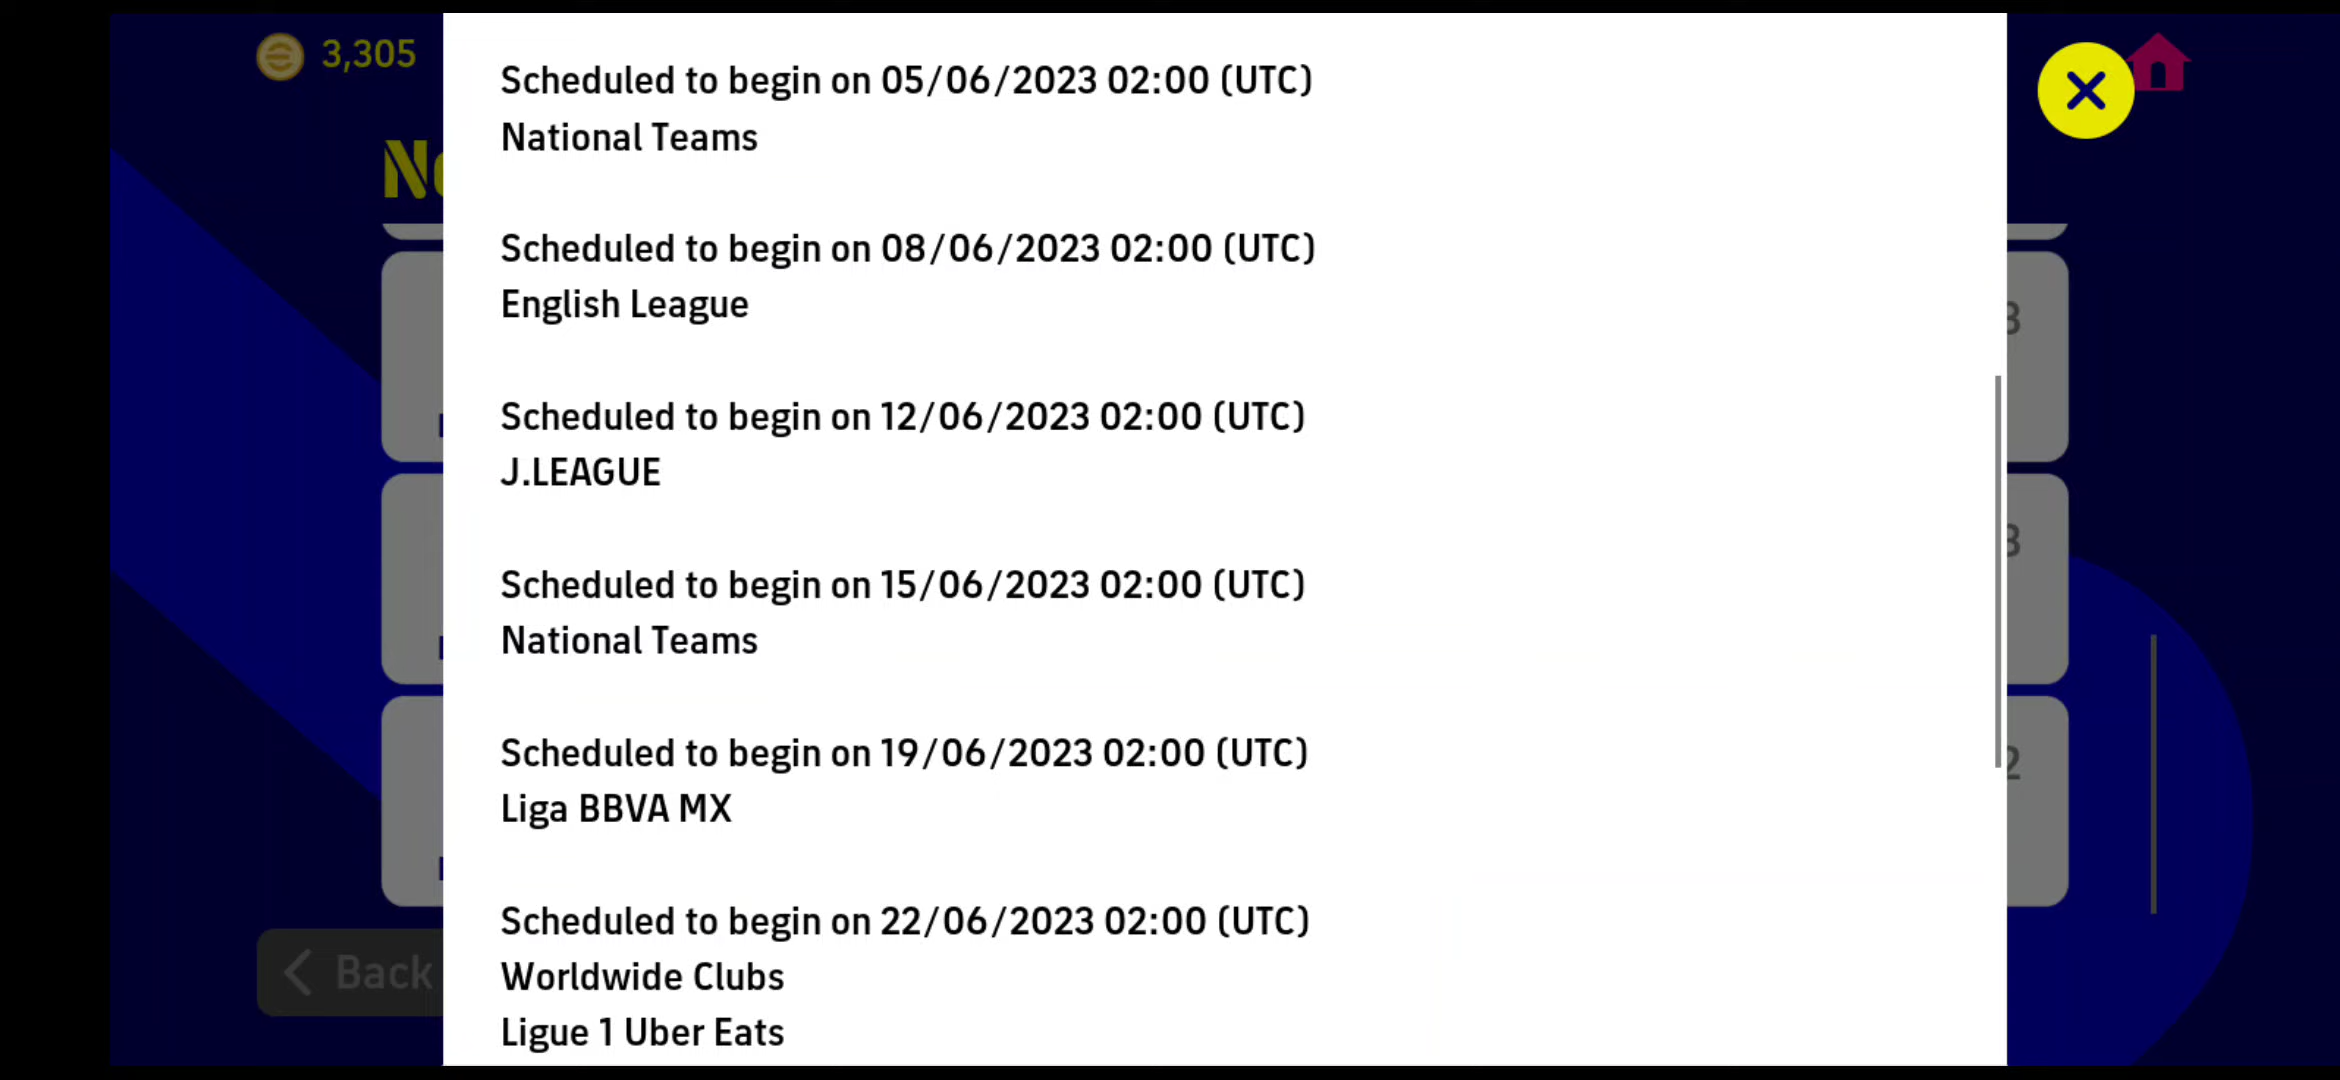 3,305
Scheduled to begin on 05/06/2023 02:00 (UTC)
National Teams
Scheduled to begin on 08/06/2023 02:00 (UTC)
English League
Scheduled to begin on 12/06/2023 02:00 (UTC)
J.LEAGUE
Scheduled to begin on 15/06/2023 02:00 (UTC)
National Teams
Scheduled to begin on 19/06/2023 02:00 (UTC)
Liga BBVA MX
Scheduled to begin on 22/06/2023 02:00 (UTC)
Worldwide Clubs
Ligue 1 Uber Eats
Back